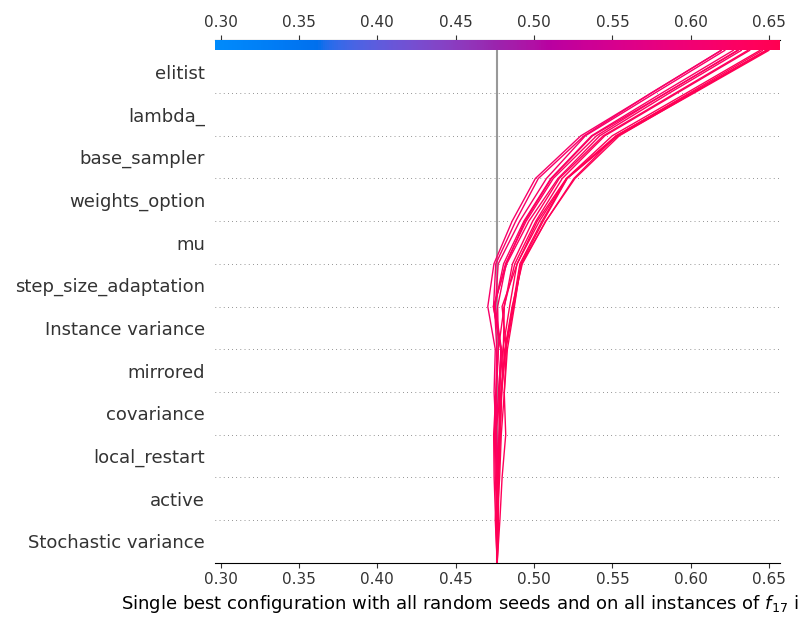 0.30 0.35 0.40 0.45 0.50 0.55 0.60 0.65
elitist
lambda_
base_sampler
weights_option
mu
step_size_adaptation
Instance variance
mirrored
covariance
local_restart
active
Stochastic variance
0.30 0.35 0.40 0.45 0.50 0.55 0.60 0.65
Single best configuration with all random seeds and on all instances of f₁₇ i